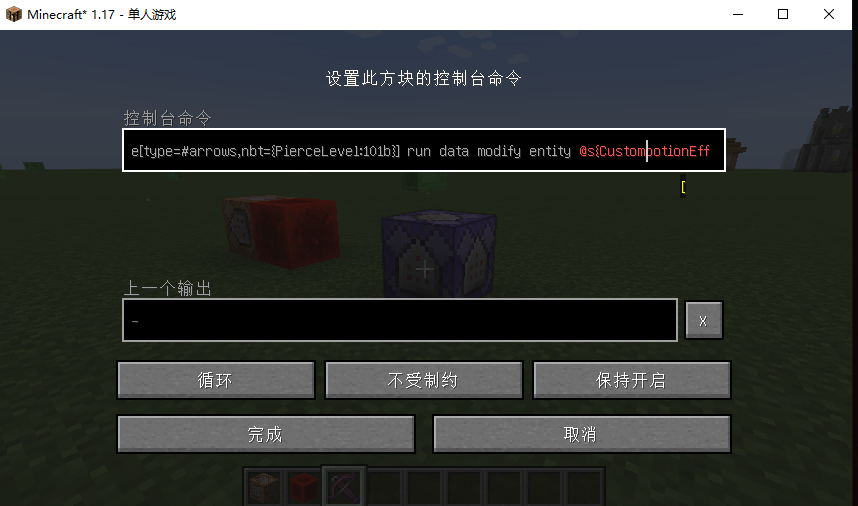 Minecraft* 1.17 - 单人游戏
设置此方块的控制台命令
控制台命令
e[type=#arrows,nbt={PierceLevel:101b}] run data modify entity @s{CustompotionEff
[
上一个输出
-
X
循环 不受制约 保持开启
完成 取消